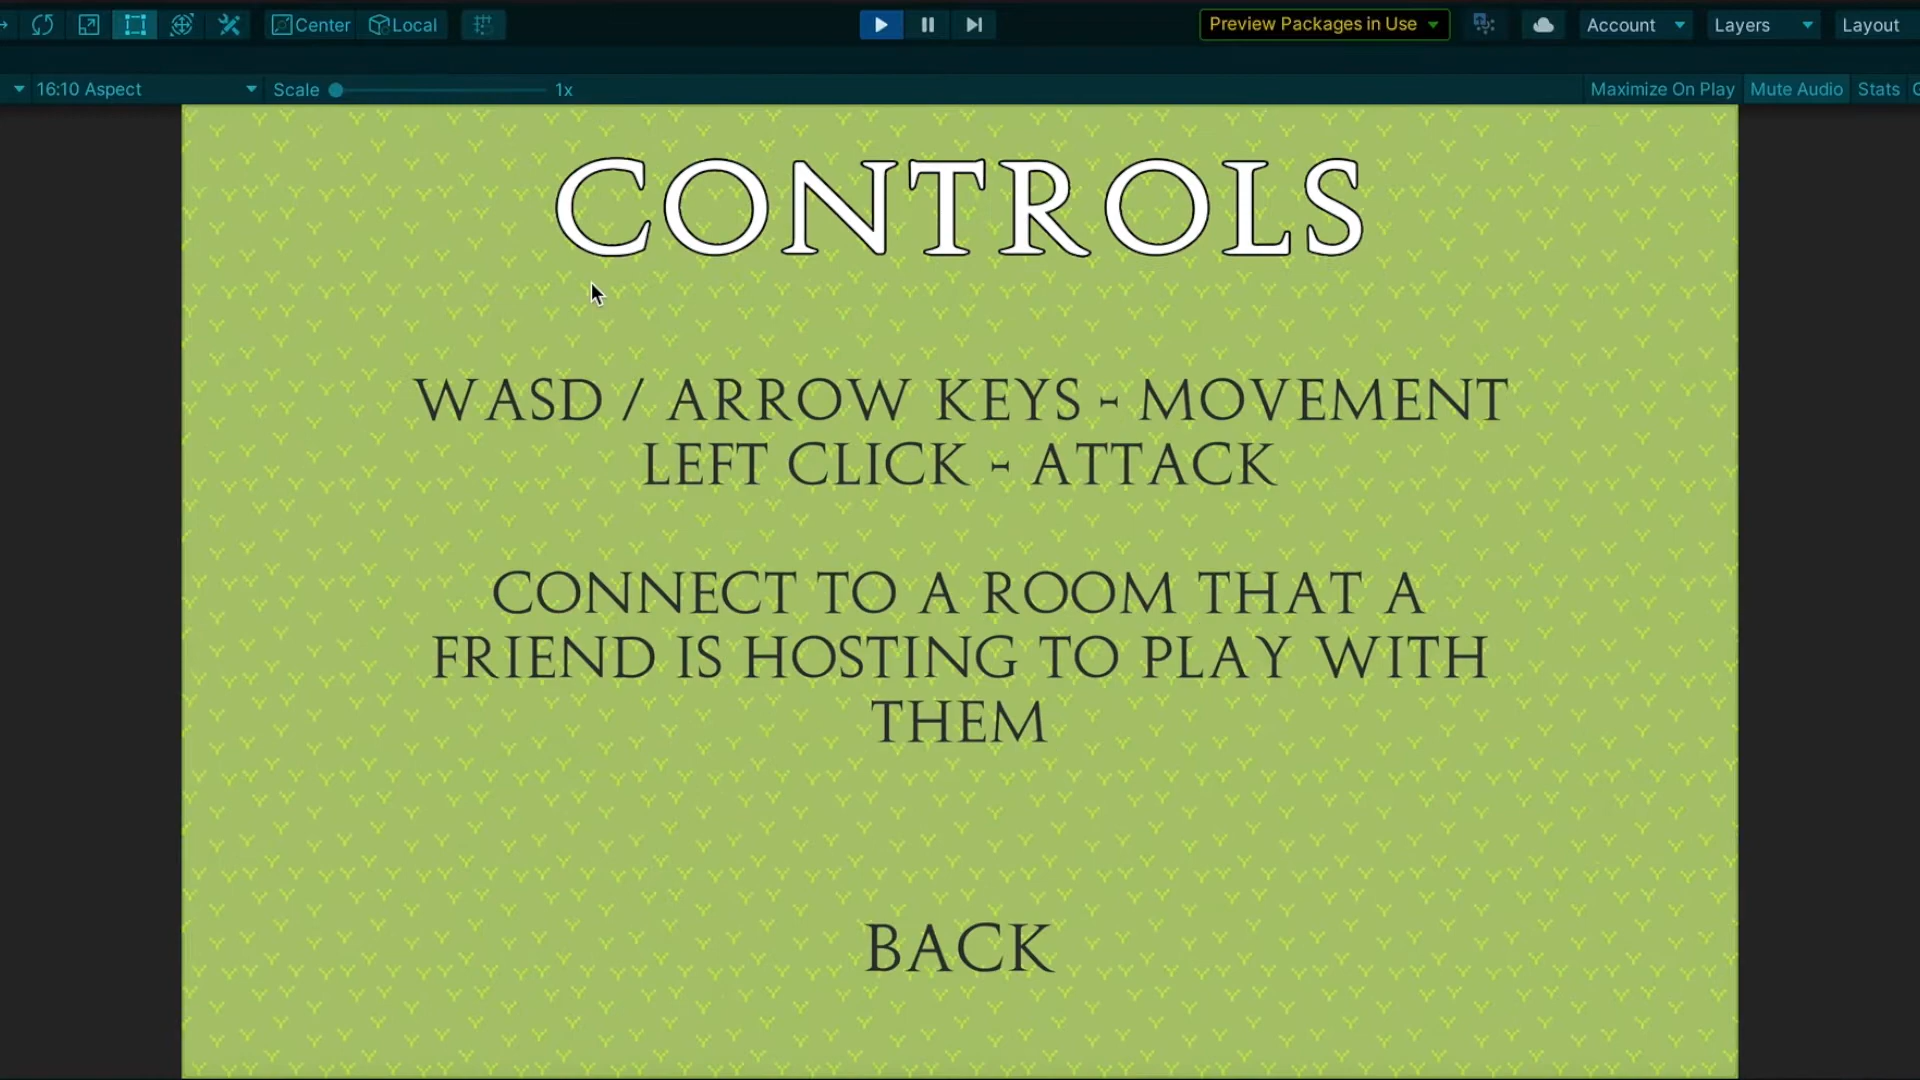 Center Local Preview Packages in Use Account Layers Layout
16:10 Aspect Scale 1x Maximize On Play Mute Audio Stats G
CONTROLS
WASD / ARROW KEYS - MOVEMENT
LEFT CLICK - ATTACK
CONNECT TO A ROOM THAT A
FRIEND IS HOSTING TO PLAY WITH
THEM
BACK